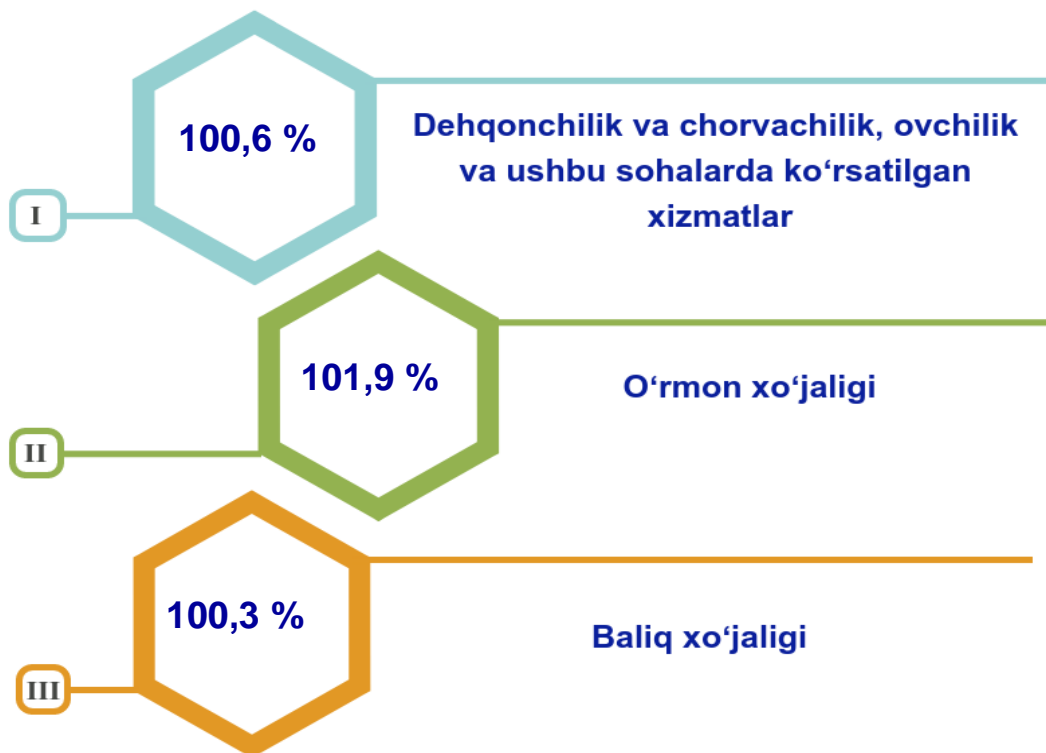 I
100,6 %
Dehqonchilik va chorvachilik, ovchilik
va ushbu sohalarda ko‘rsatilgan
xizmatlar
II
101,9 %
O‘rmon xo‘jaligi
III
100,3 %
Baliq xo‘jaligi